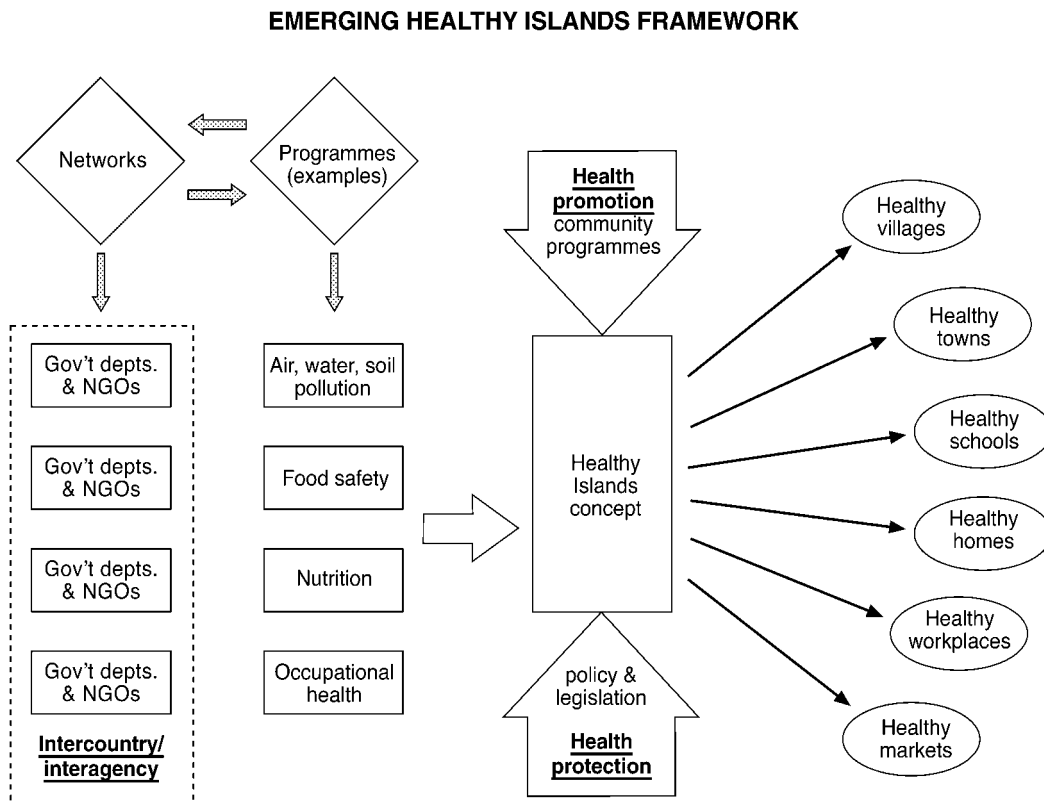 EMERGING HEALTHY ISLANDS FRAMEWORK
Networks
Programmes
(examples)
Gov't depts.
& NGOs
Gov't depts.
& NGOs
Gov't depts.
& NGOs
Gov't depts.
& NGOs
Intercountry/
interagency
Air, water, soil
pollution
Food safety
Nutrition
Occupational
health
Health
promotion
community
programmes
Healthy
Islands
concept
policy &
legislation
Health
protection
Healthy
villages
Healthy
towns
Healthy
schools
Healthy
homes
Healthy
workplaces
Healthy
markets